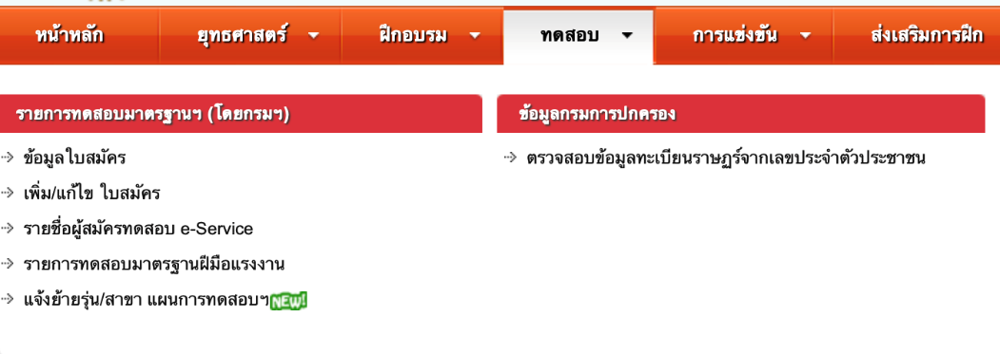 หน้าหลัก ยุทธศาสตร์ ฝึกอบรม ทดสอบ การแข่งขัน ส่งเสริมการฝึก
รายการทดสอบมาตรฐานฯ (โดยกรมฯ)
ข้อมูลใบสมัคร
เพิ่ม/แก้ไข ใบสมัคร
รายชื่อผู้สมัครทดสอบ e-Service
รายการทดสอบมาตรฐานฝีมือแรงงาน
แจ้งย้ายรุ่น/สาขา แผนการทดสอบฯ NEW!
ข้อมูลกรมการปกครอง
ตรวจสอบข้อมูลทะเบียนราษฏร์จากเลขประจำตัวประชาชน